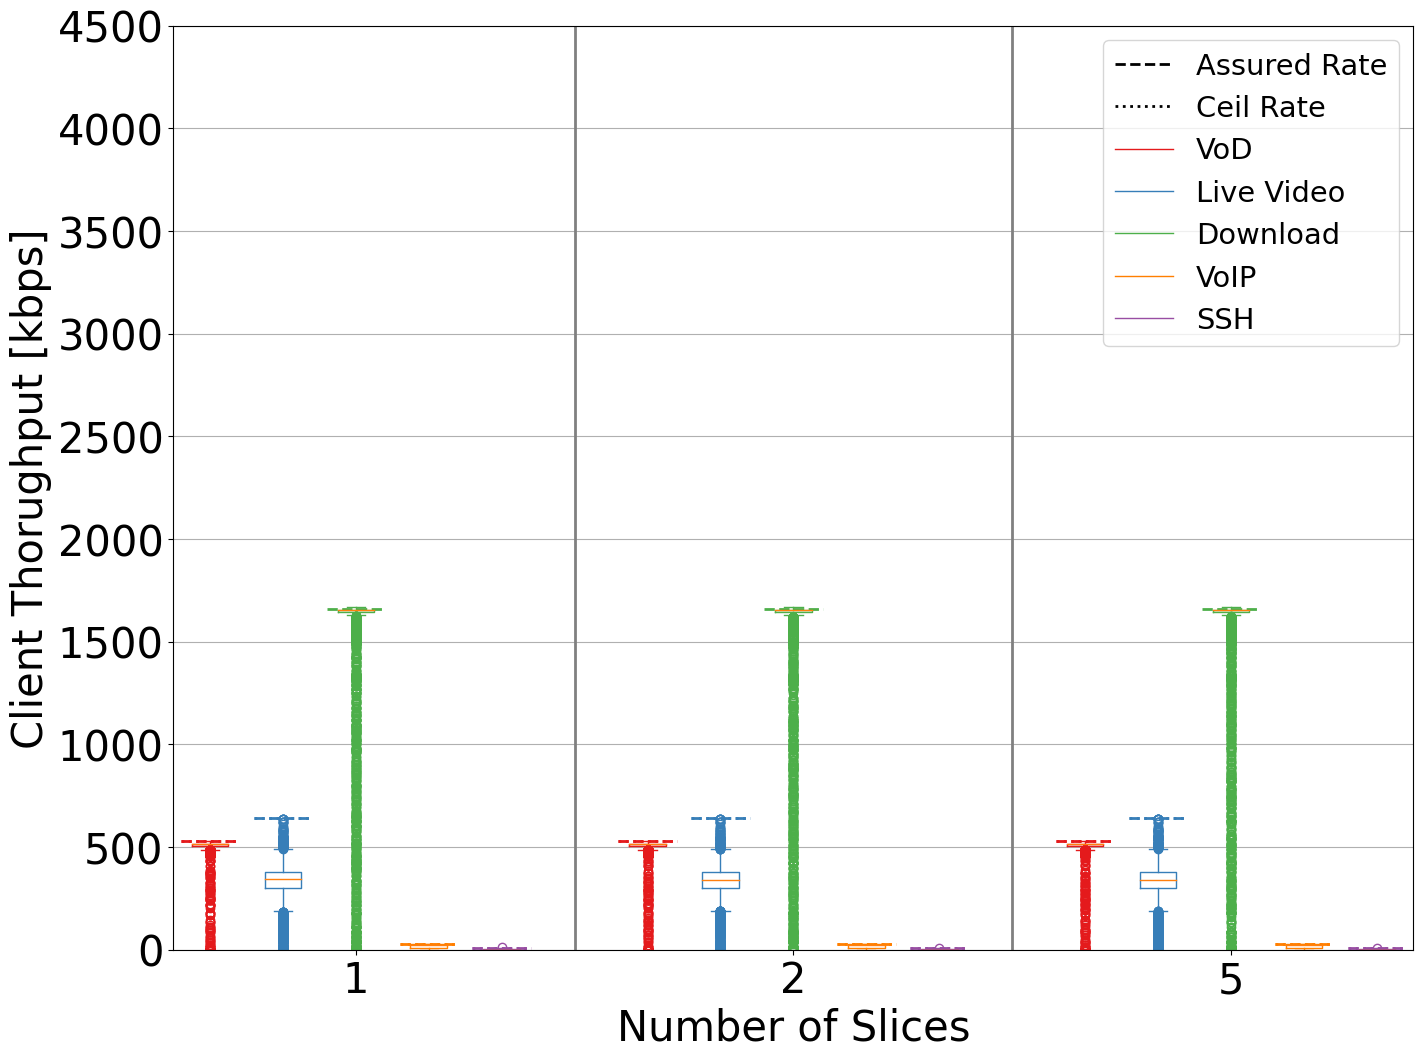 4500
4000
3500
3000
2500
2000
1500
1000
500
0
Client Thorughput [kbps]
Assured Rate
Ceil Rate
VoD
Live Video
Download
VoIP
SSH
1 2 5
Number of Slices